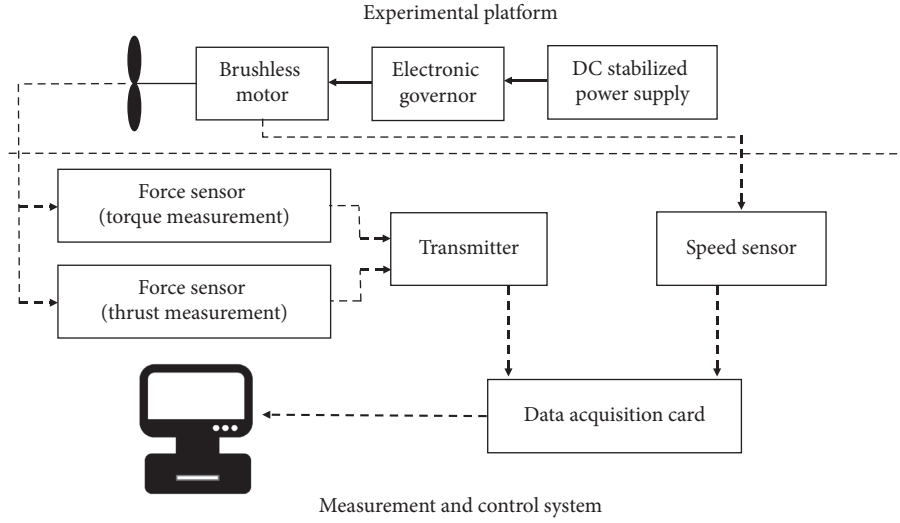 Experimental platform
Brushless
motor
Electronic
governor
DC stabilized
power supply
Force sensor
(torque measurement)
Transmitter
Speed sensor
Force sensor
(thrust measurement)
Data acquisition card
Measurement and control system